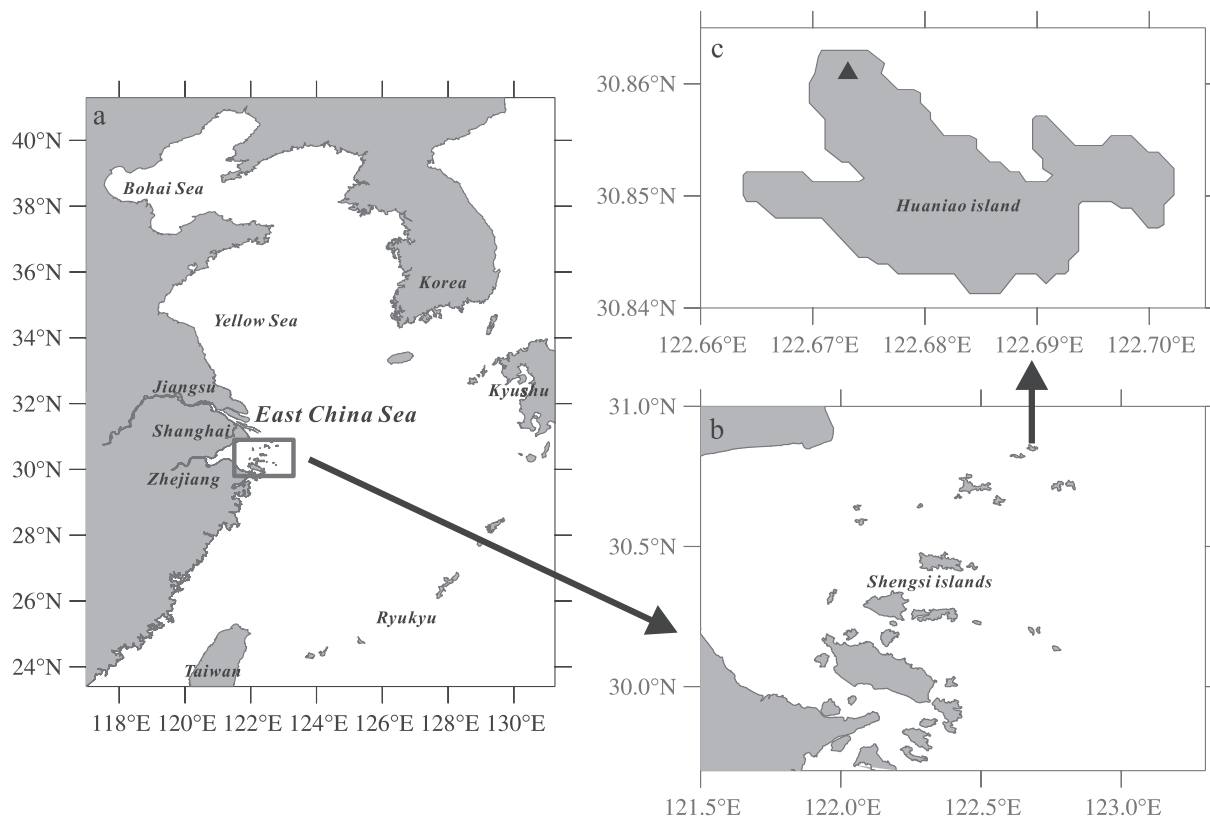 a
40°N
38°N
36°N
34°N
32°N
30°N
28°N
26°N
24°N
118°E 120°E 122°E 124°E 126°E 128°E 130°E
Bohai Sea
Korea
Yellow Sea
Jiangsu
Kyushu
East China Sea
Shanghai
Zhejiang
Ryukyu
Taiwan
c
30.86°N
30.85°N
30.84°N
122.66°E 122.67°E 122.68°E 122.69°E 122.70°E
Huaniao island
b
31.0°N
30.5°N
30.0°N
121.5°E 122.0°E 122.5°E 123.0°E
Shengsi islands